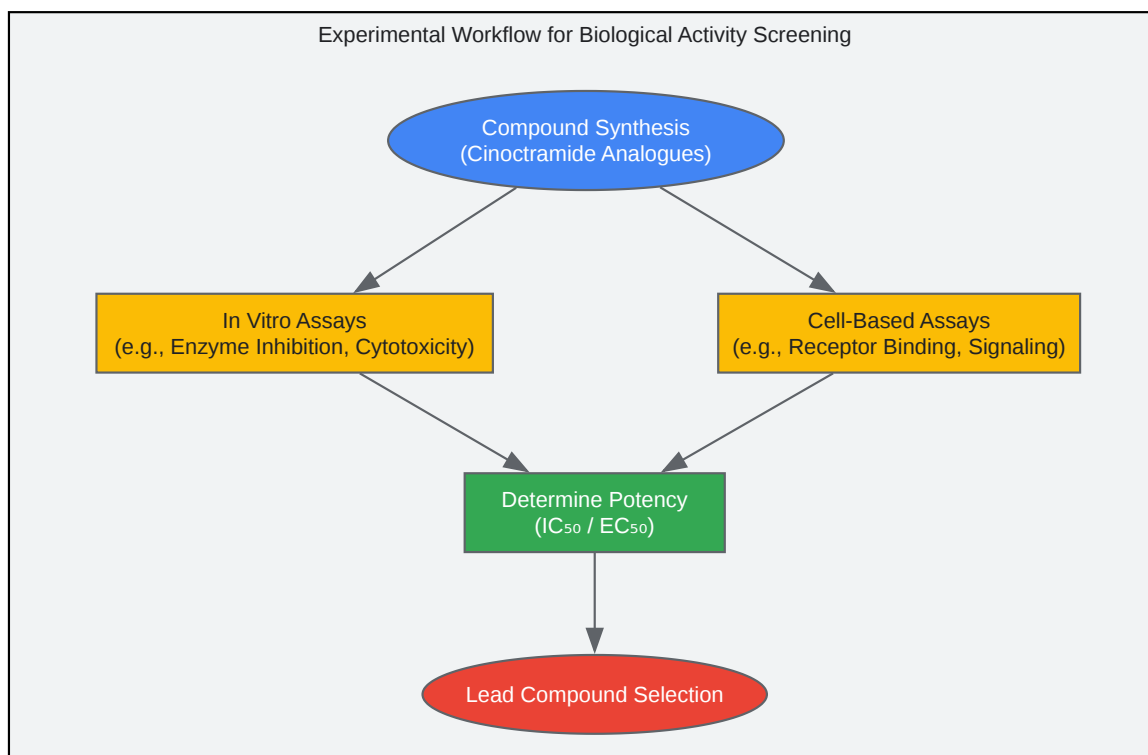 Experimental Workflow for Biological Activity Screening
Compound Synthesis
(Cinoctramide Analogues)
In Vitro Assays
(e.g., Enzyme Inhibition, Cytotoxicity)
Cell-Based Assays
(e.g., Receptor Binding, Signaling)
Determine Potency
(IC₅₀ / EC₅₀)
Lead Compound Selection